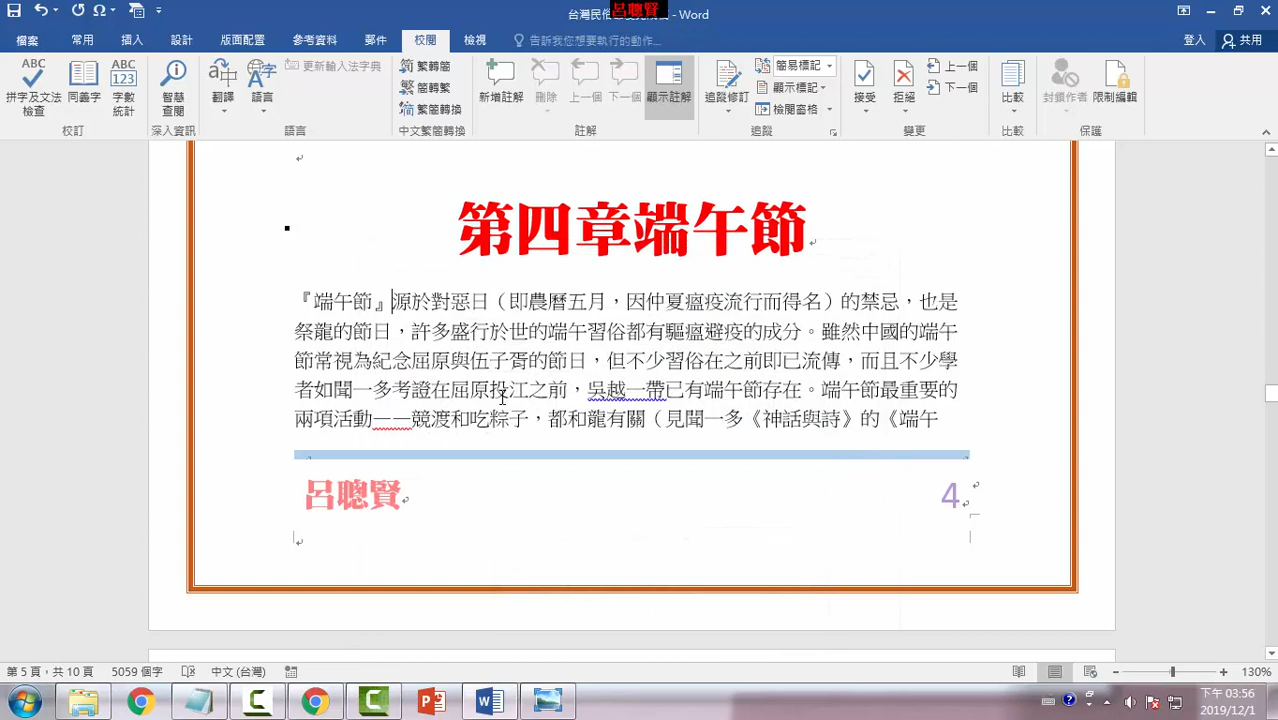 台灣民俗 呂聰賢 - Word
檔案 常用 插入 設計 版面配置 參考資料 郵件 校閱 檢視 告訴我您想要執行的動作... 登入 共用
ABC ABC 123 更新輸入法字典 繁轉簡 簡易標記 上一個
拼字及文法檢查 同義字 字數統計 智慧查閱 翻譯 語言 簡轉繁 新增註解 刪除 上一個 下一個 顯示註解 追蹤修訂 顯示標記 接受 拒絕 下一個 比較 封鎖作者 限制編輯
繁簡轉換 檢閱窗格
校訂 深入資訊 語言 中文繁簡轉換 註解 追蹤 變更 比較 保護
第四章端午節
『端午節』源於對惡日（即農曆五月，因仲夏瘟疫流行而得名）的禁忌，也是
祭龍的節日，許多盛行於世的端午習俗都有驅瘟避疫的成分。雖然中國的端午
節常視為紀念屈原與伍子胥的節日，但不少習俗在之前即已流傳，而且不少學
者如聞一多考證在屈原投江之前，吳越一帶已有端午節存在。端午節最重要的
兩項活動——競渡和吃粽子，都和龍有關（見聞一多《神話與詩》的《端午
呂聰賢 4
第 5 頁，共 10 頁 5059 個字 中文 (台灣) 130%
下午 03:56
2019/12/1